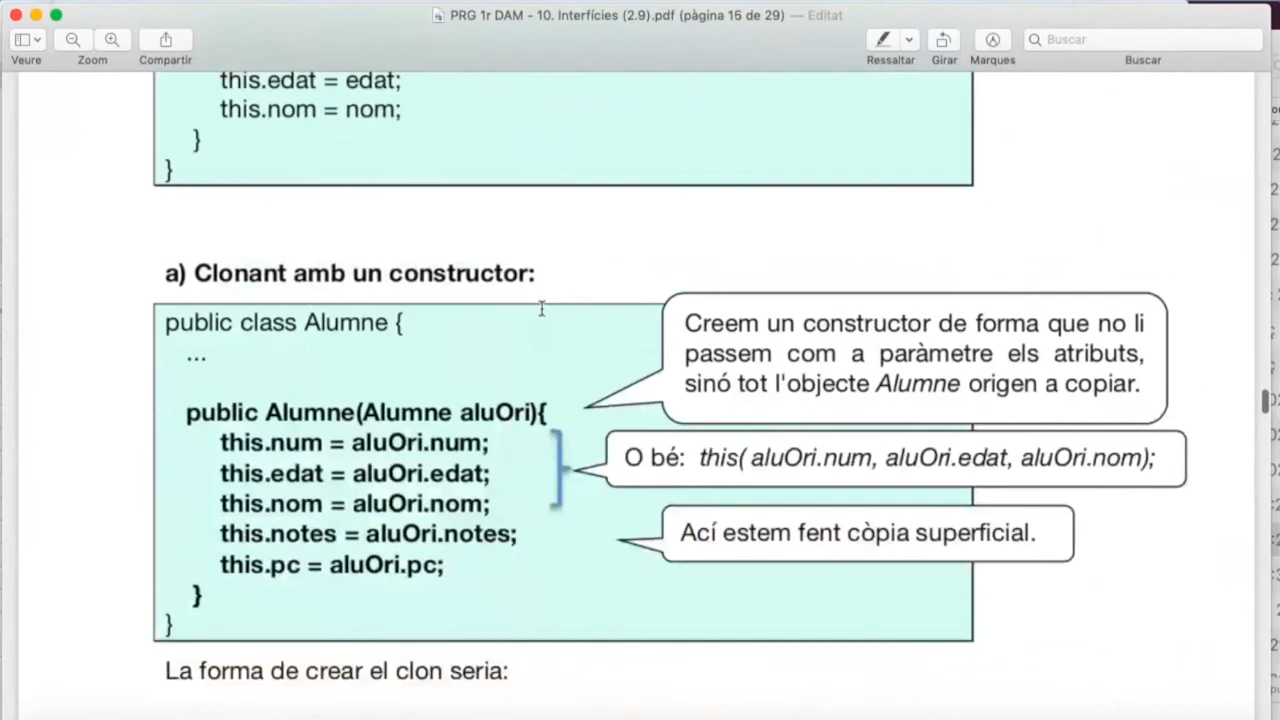 PRG 1r DAM - 10. Interfícies (2.9).pdf (pàgina 15 de 29) — Editat
Veure
Zoom
Compartir
Ressaltar
Girar
Marques
Buscar
Buscar
this.edat = edat;
this.nom = nom;
}
}
a) Clonant amb un constructor:
public class Alumne {
...
public Alumne(Alumne aluOri){
this.num = aluOri.num;
this.edat = aluOri.edat;
this.nom = aluOri.nom;
this.notes = aluOri.notes;
this.pc = aluOri.pc;
}
}
Creem un constructor de forma que no li
passem com a paràmetre els atributs,
sinó tot l'objecte Alumne origen a copiar.
O bé: this( aluOri.num, aluOri.edat, aluOri.nom);
Ací estem fent còpia superficial.
La forma de crear el clon seria: